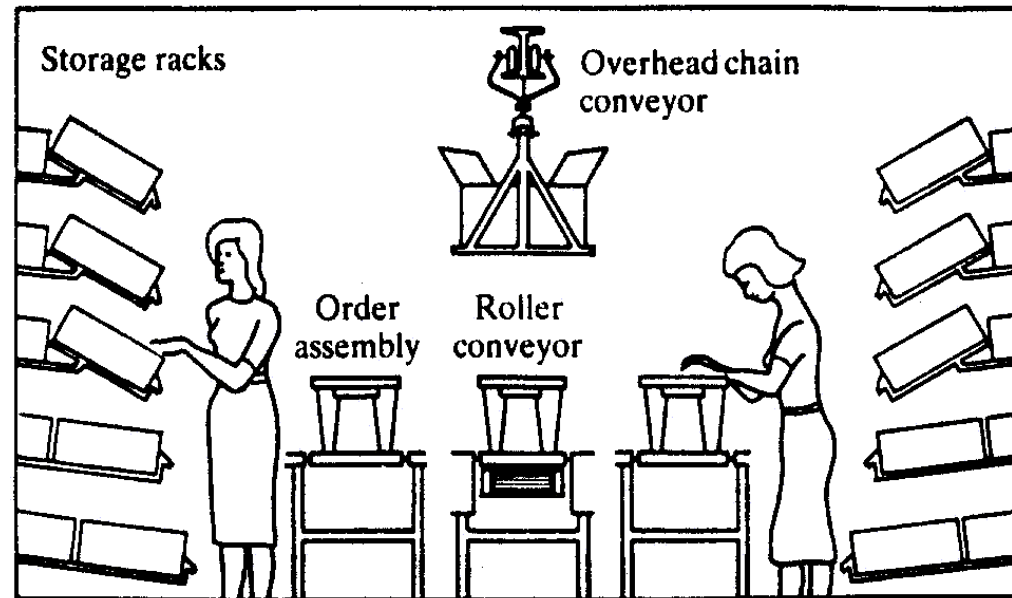 Storage racks
Overhead chain
conveyor
Order
assembly
Roller
conveyor